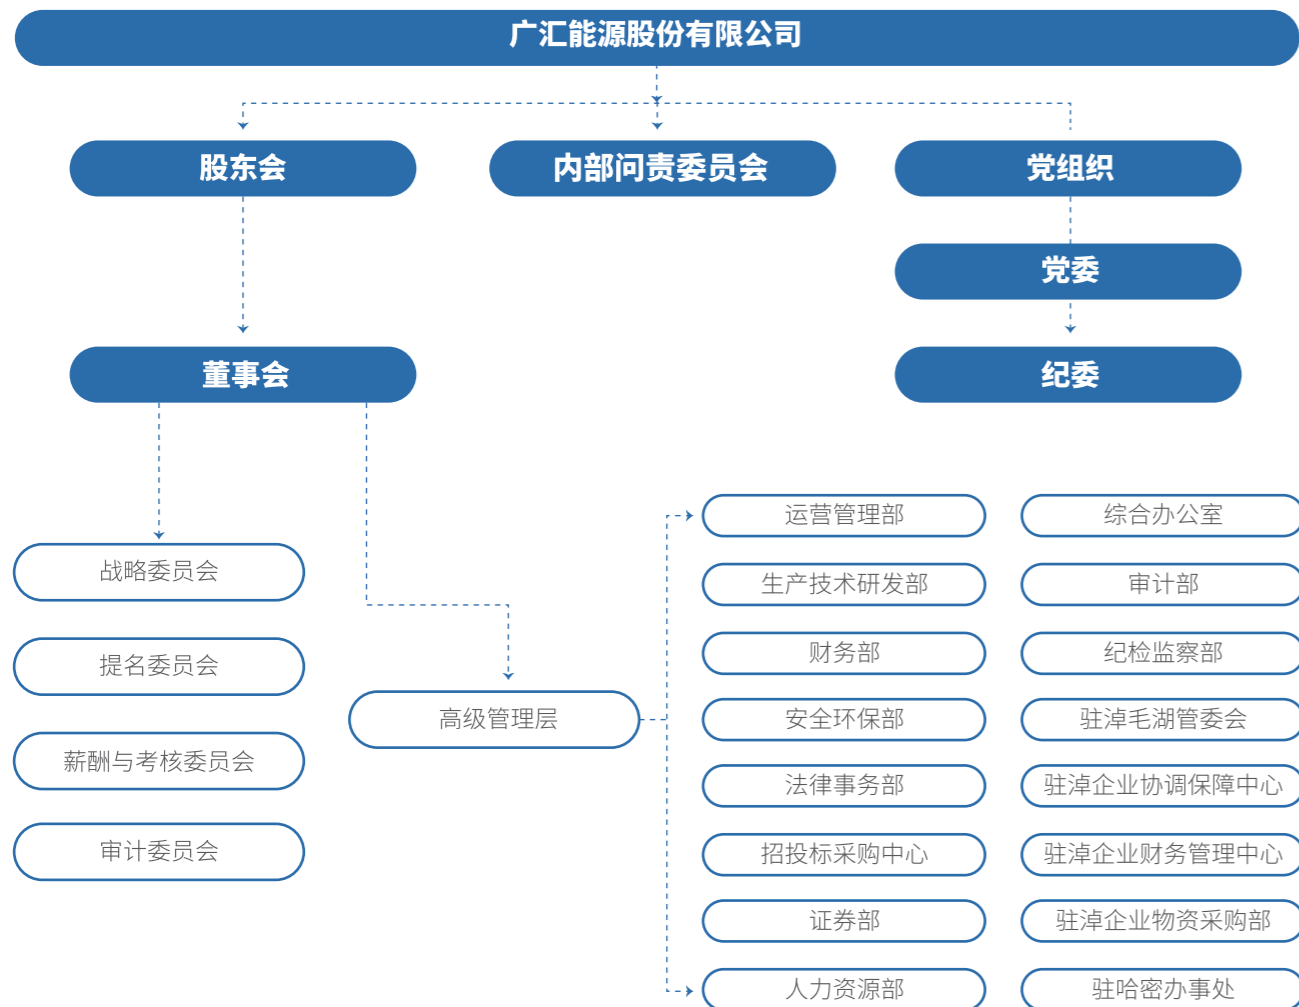 广汇能源股份有限公司
股东会
内部问责委员会
党组织
党委
董事会
纪委
战略委员会
提名委员会
薪酬与考核委员会
审计委员会
高级管理层
运营管理部
生产技术研发部
财务部
安全环保部
法律事务部
招投标采购中心
证券部
人力资源部
综合办公室
审计部
纪检监察部
驻淖毛湖管委会
驻淖企业协调保障中心
驻淖企业财务管理中心
驻淖企业物资采购部
驻哈密办事处